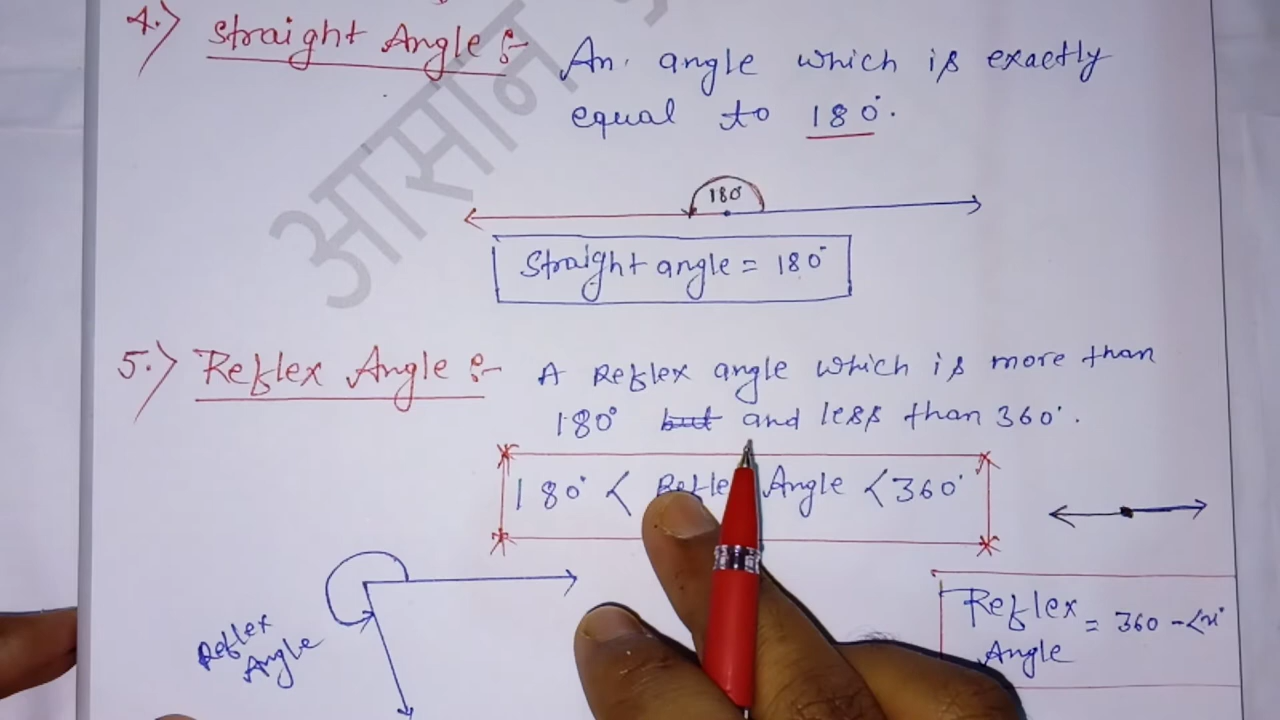 4.) Straight Angle :- An angle which is exactly
equal to 180°.
180°
Straight angle = 180°
5.) Reflex Angle :- A Reflex angle which is more than
180° but and less than 360°.
180° < Reflex Angle < 360°
Reflex
Angle
Reflex
Angle = 360 - <x°
आसान